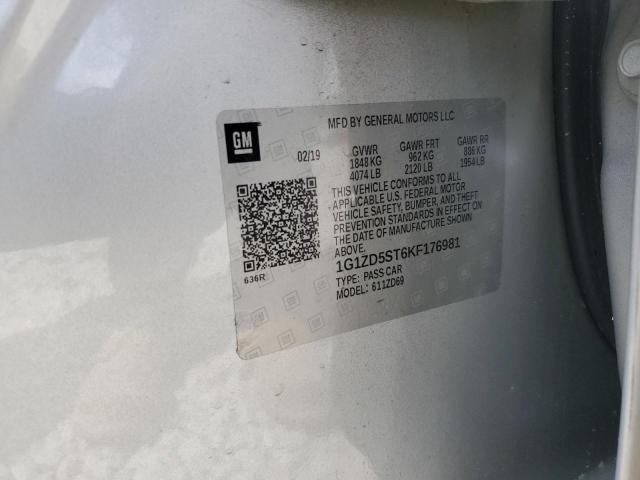 MFD BY GENERAL MOTORS LLC
GM
02/19 GVWR GAWR FRT GAWR RR
1848 KG 962 KG 886 KG
4074 LB 2120 LB 1954 LB
THIS VEHICLE CONFORMS TO ALL
APPLICABLE U.S. FEDERAL MOTOR
VEHICLE SAFETY, BUMPER, AND THEFT
PREVENTION STANDARDS IN EFFECT ON
THE DATE OF MANUFACTURE SHOWN
ABOVE.
1G1ZD5ST6KF176981
TYPE: PASS CAR
MODEL: 611ZD69
636R